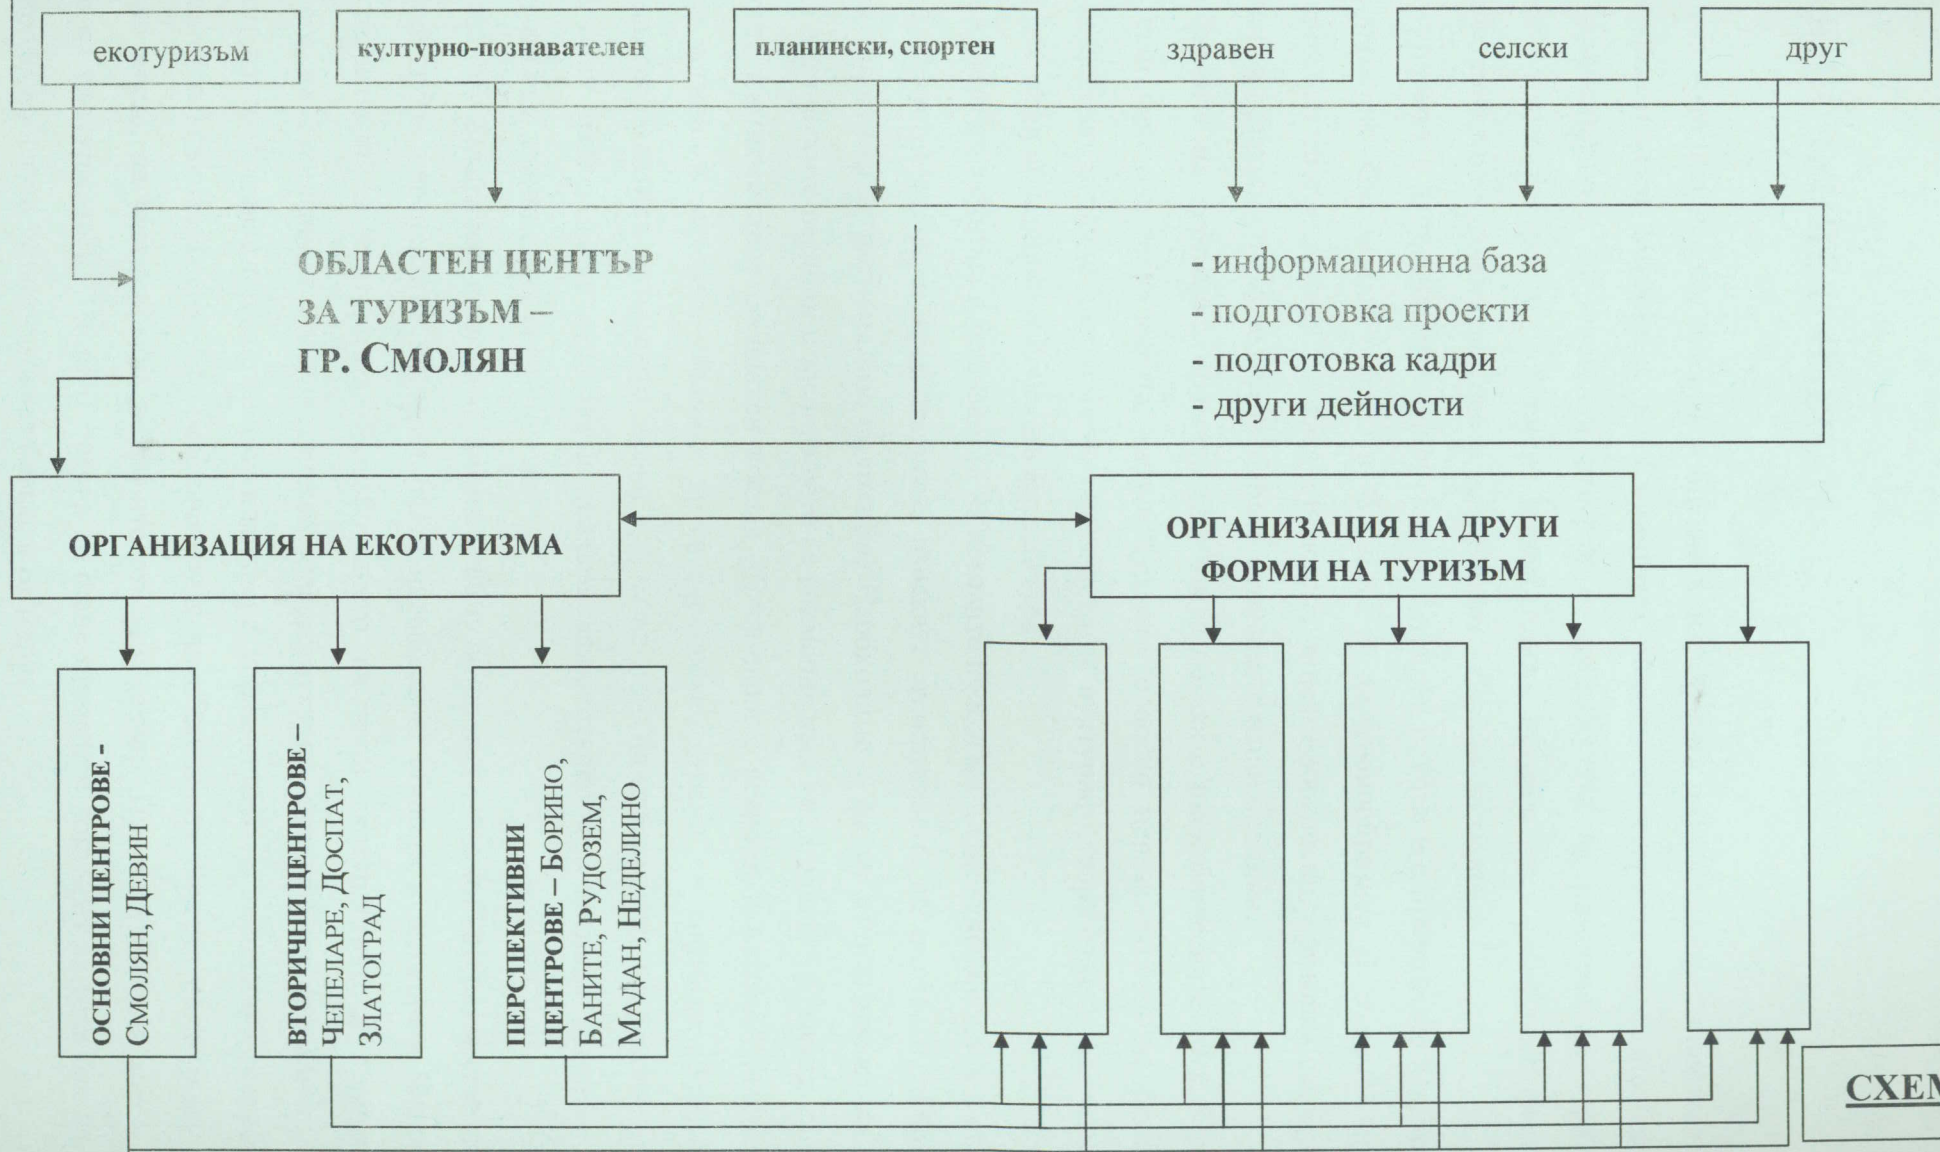 екотуризъм
културно-познавателен
планински, спортен
здравен
селски
друг
ОБЛАСТЕН ЦЕНТЪР
ЗА ТУРИЗЪМ –
ГР. СМОЛЯН
- информационна база
- подготовка проекти
- подготовка кадри
- други дейности
ОРГАНИЗАЦИЯ НА ЕКОТУРИЗМА
ОРГАНИЗАЦИЯ НА ДРУГИ
ФОРМИ НА ТУРИЗЪМ
ОСНОВНИ ЦЕНТРОВЕ -
СМОЛЯН, ДЕВИН
ВТОРИЧНИ ЦЕНТРОВЕ –
ЧЕПЕЛАРЕ, ДОСПАТ,
ЗЛАТОГРАД
ПЕРСПЕКТИВНИ
ЦЕНТРОВЕ – БОРИНО,
БАНИТЕ, РУДОЗЕМ,
МАДАН, НЕДЕЛИНО
СХЕМ